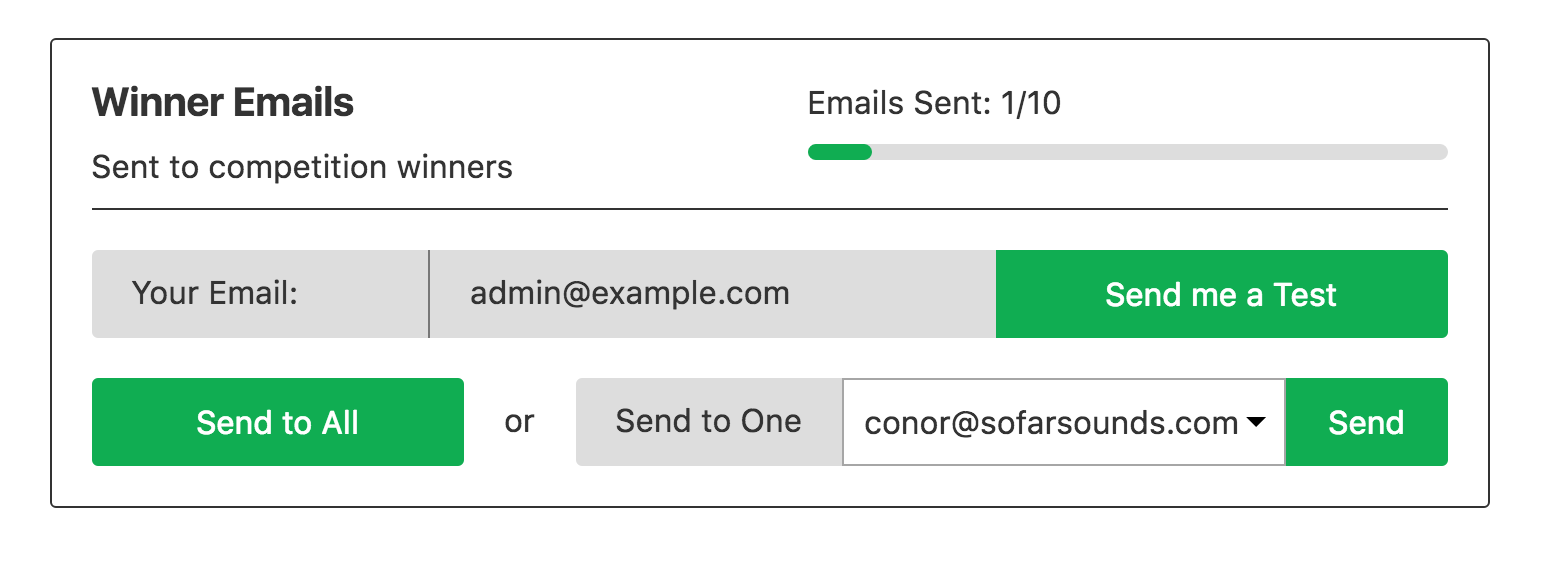 Winner Emails
Emails Sent: 1/10
Sent to competition winners
Your Email:
admin@example.com
Send me a Test
Send to All
or
Send to One
conor@sofarsounds.com
Send